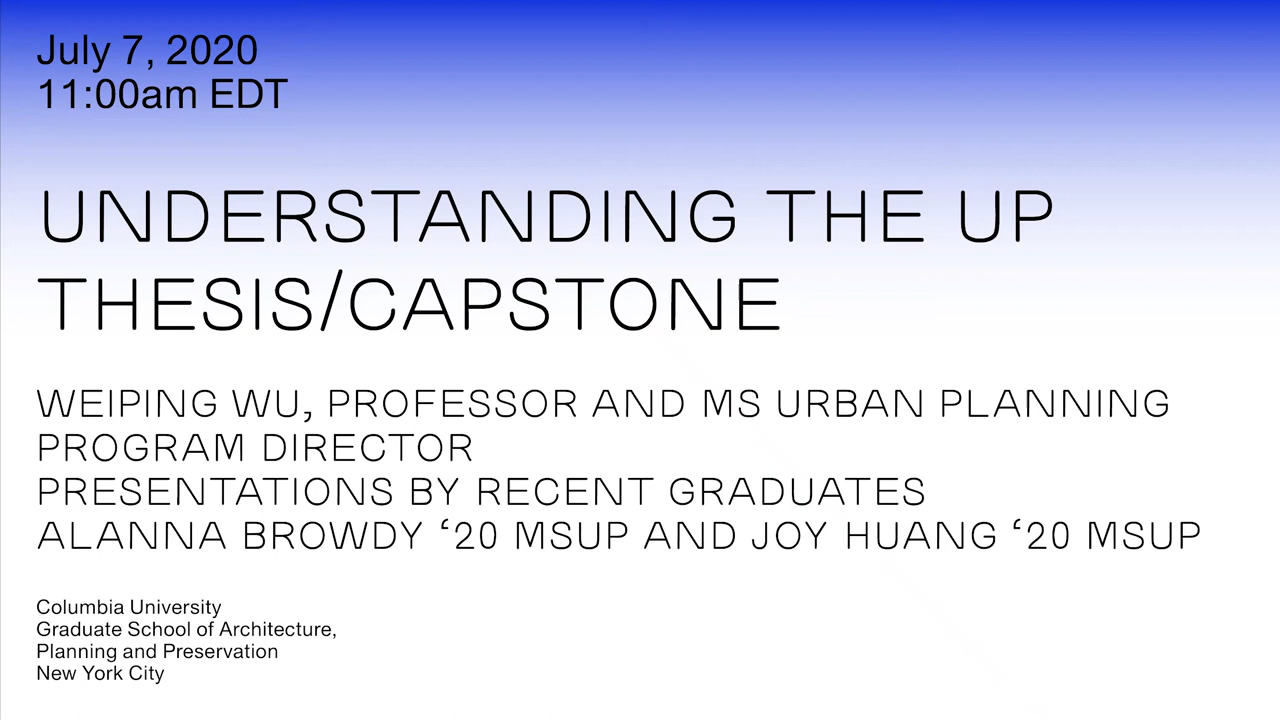 July 7, 2020
11:00am EDT
UNDERSTANDING THE UP
THESIS/CAPSTONE
WEIPING WU, PROFESSOR AND MS URBAN PLANNING
PROGRAM DIRECTOR
PRESENTATIONS BY RECENT GRADUATES
ALANNA BROWDY ‘20 MSUP AND JOY HUANG ‘20 MSUP
Columbia University
Graduate School of Architecture,
Planning and Preservation
New York City